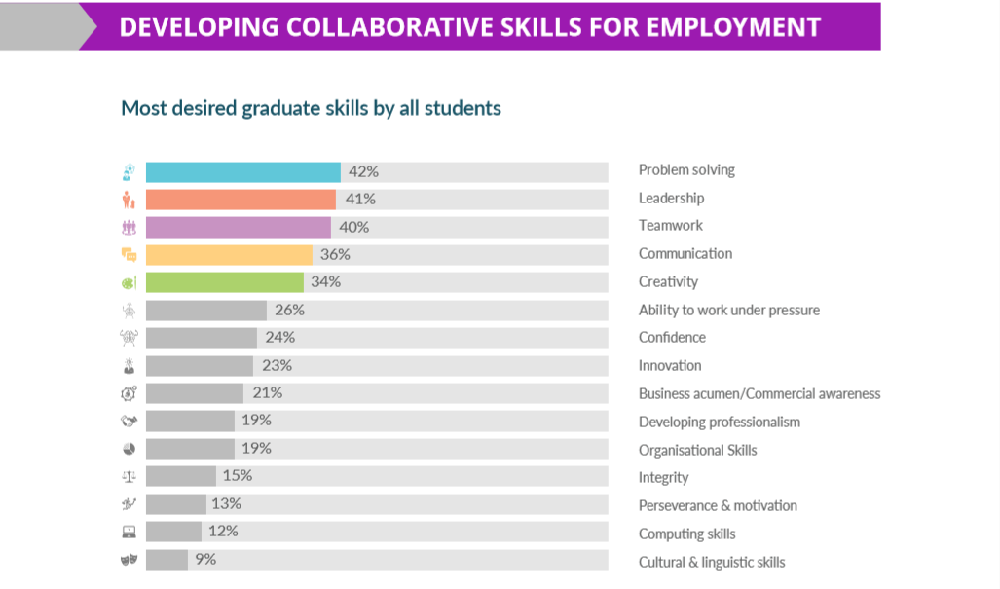 DEVELOPING COLLABORATIVE SKILLS FOR EMPLOYMENT
Most desired graduate skills by all students
42% Problem solving
41% Leadership
40% Teamwork
36% Communication
34% Creativity
26% Ability to work under pressure
24% Confidence
23% Innovation
21% Business acumen/Commercial awareness
19% Developing professionalism
19% Organisational Skills
15% Integrity
13% Perseverance & motivation
12% Computing skills
9% Cultural & linguistic skills